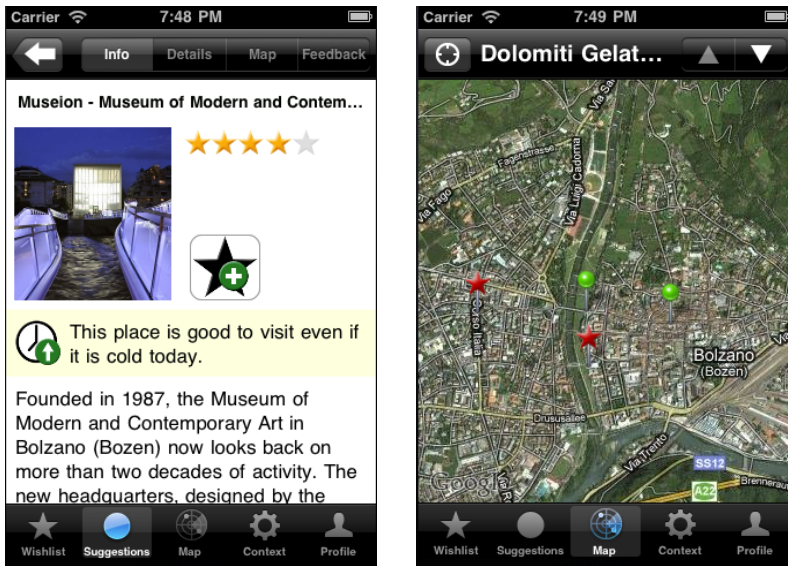 Carrier 7:48 PM
Info Details Map Feedback
Museion - Museum of Modern and Contem...
This place is good to visit even if
it is cold today.
Founded in 1987, the Museum of
Modern and Contemporary Art in
Bolzano (Bozen) now looks back on
more than two decades of activity. The
new headquarters, designed by the
Wishlist Suggestions Map Context Profile
Carrier 7:49 PM
Dolomiti Gelat...
Fagenstrasse
Via Fago
Via Luigi Cadorna
Corso Italia
Bolzano
(Bozen)
Drususallee
Via Trento
SS12
A22
Brenneraut
Google
Wishlist Suggestions Map Context Profile